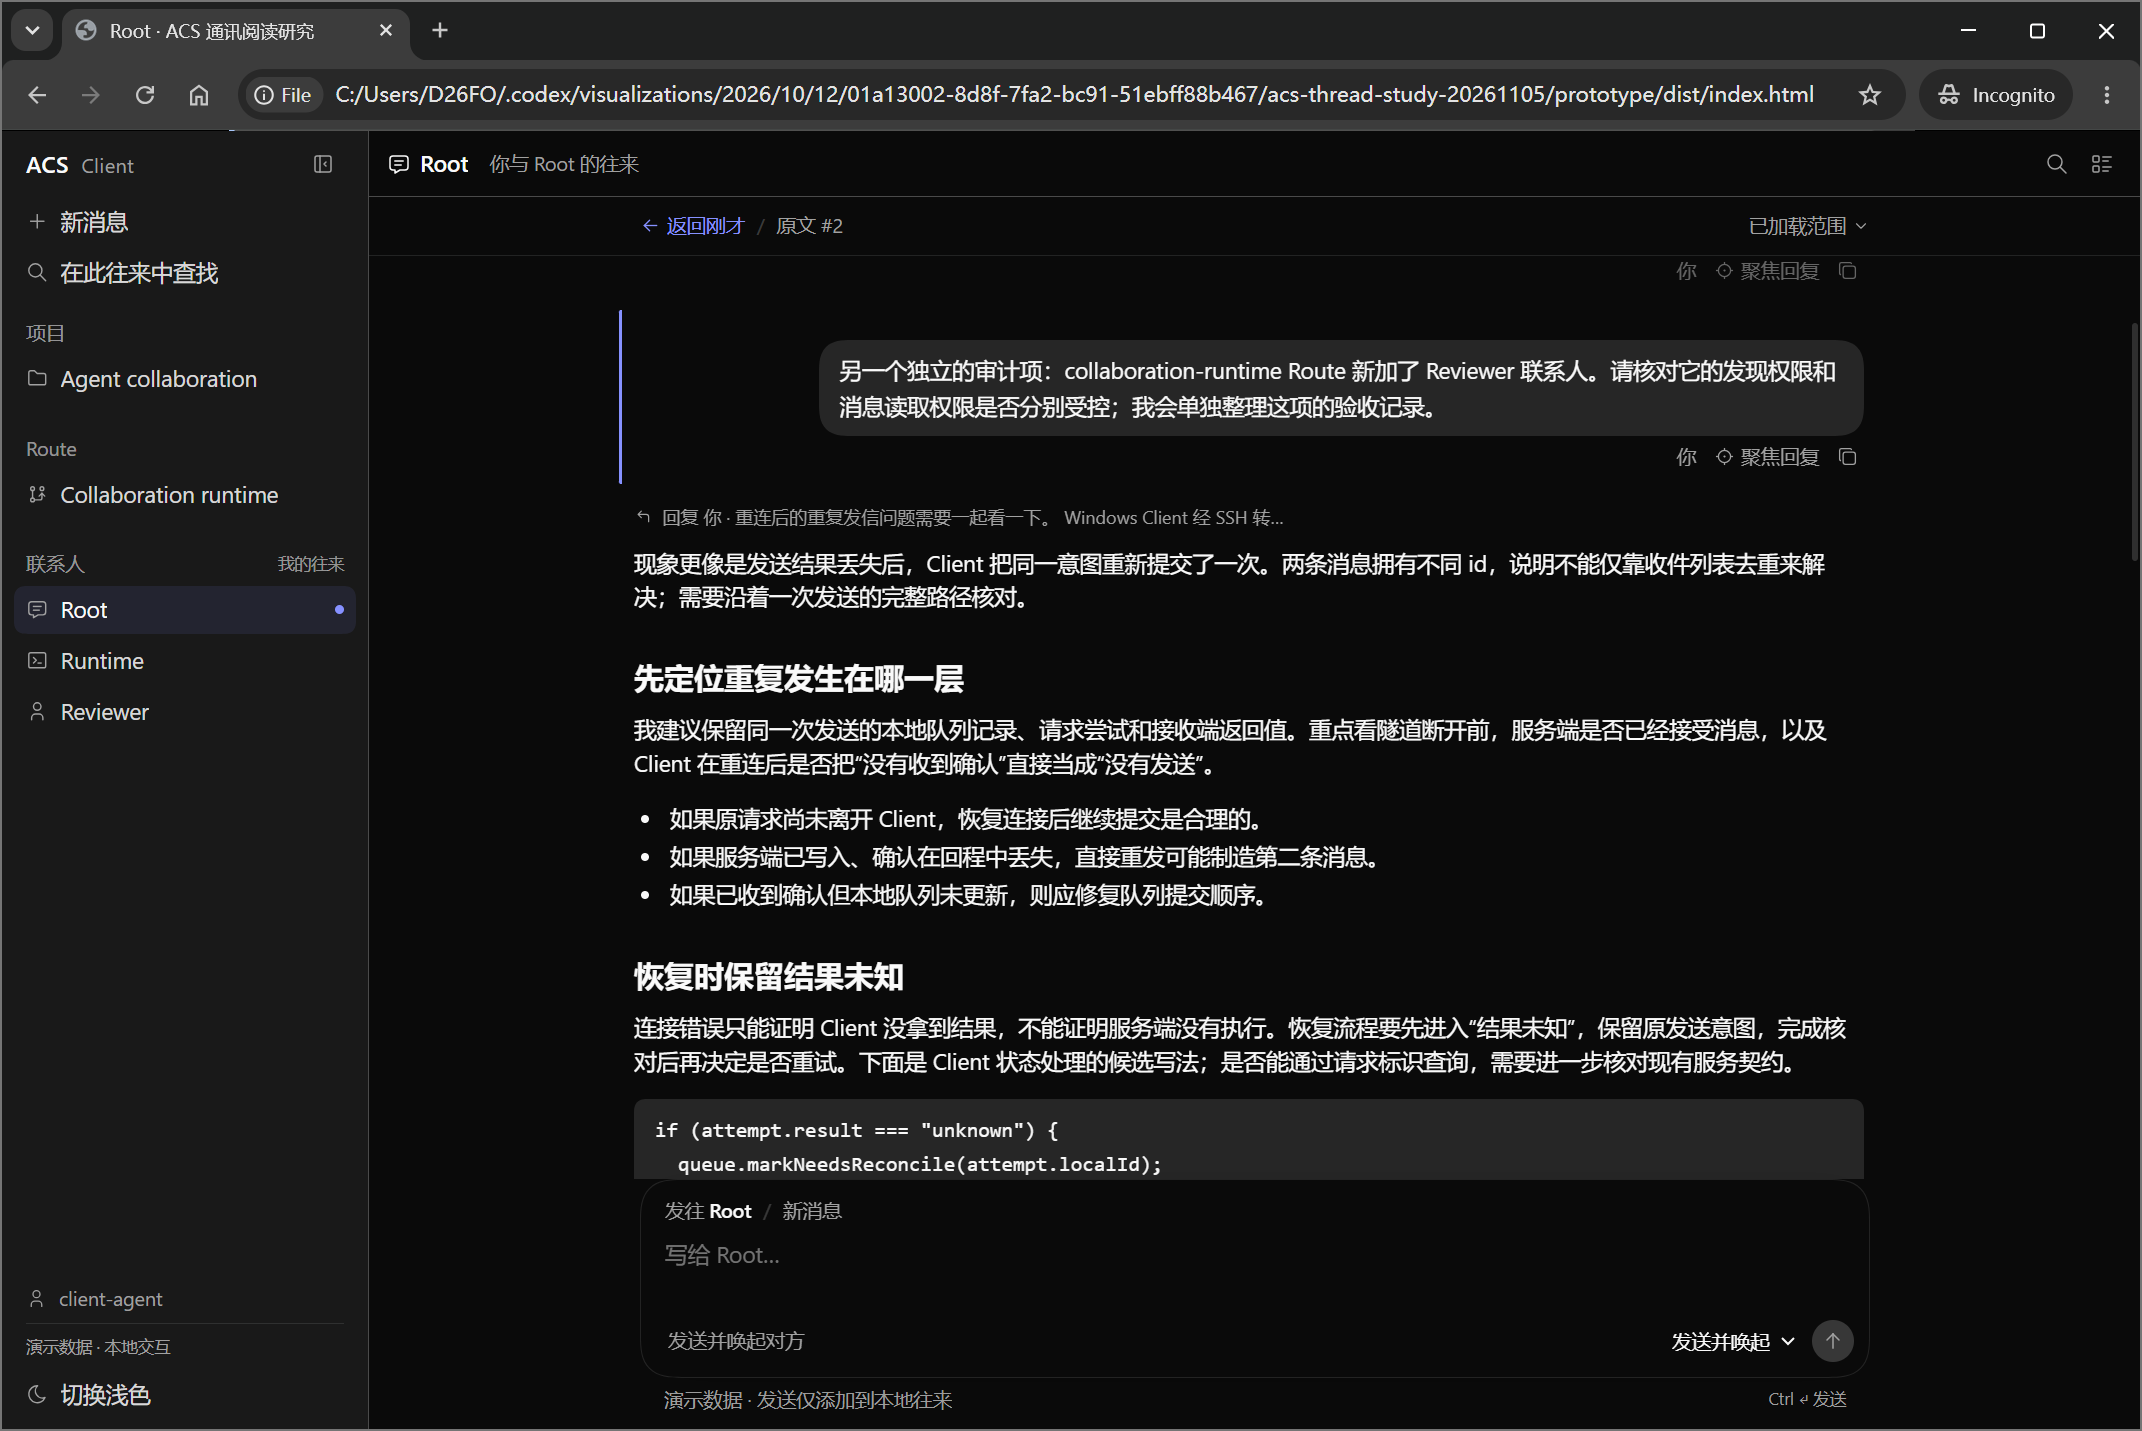 Root · ACS 通讯阅读研究
File
C:/Users/D26FO/.codex/visualizations/2026/10/12/01a13002-8d8f-7fa2-bc91-51ebff88b467/acs-thread-study-20261105/prototype/dist/index.html
Incognito
ACS Client
新消息
在此往来中查找
项目
Agent collaboration
Route
Collaboration runtime
联系人 我的往来
Root
Runtime
Reviewer
client-agent
演示数据 · 本地交互
切换浅色
Root 你与 Root 的往来
← 返回刚才 / 原文 #2
已加载范围
你 聚焦回复
另一个独立的审计项：collaboration-runtime Route 新加了 Reviewer 联系人。请核对它的发现权限和
消息读取权限是否分别受控；我会单独整理这项的验收记录。
你 聚焦回复
回复 你 · 重连后的重复发信问题需要一起看一下。 Windows Client 经 SSH 转...
现象更像是发送结果丢失后，Client 把同一意图重新提交了一次。两条消息拥有不同 id，说明不能仅靠收件列表去重来解
决；需要沿着一次发送的完整路径核对。
先定位重复发生在哪一层
我建议保留同一次发送的本地队列记录、请求尝试和接收端返回值。重点看隧道断开前，服务端是否已经接受消息，以及
Client 在重连后是否把“没有收到确认”直接当成“没有发送”。
• 如果原请求尚未离开 Client，恢复连接后继续提交是合理的。
• 如果服务端已写入、确认在回程中丢失，直接重发可能制造第二条消息。
• 如果已收到确认但本地队列未更新，则应修复队列提交顺序。
恢复时保留结果未知
连接错误只能证明 Client 没拿到结果，不能证明服务端没有执行。恢复流程要先进入“结果未知”，保留原发送意图，完成核
对后再决定是否重试。下面是 Client 状态处理的候选写法；是否能通过请求标识查询，需要进一步核对现有服务契约。
if (attempt.result === "unknown") {
queue.markNeedsReconcile(attempt.localId);
发往 Root / 新消息
写给 Root...
发送并唤起对方
发送并唤起
演示数据 · 发送仅添加到本地往来
Ctrl ↵ 发送